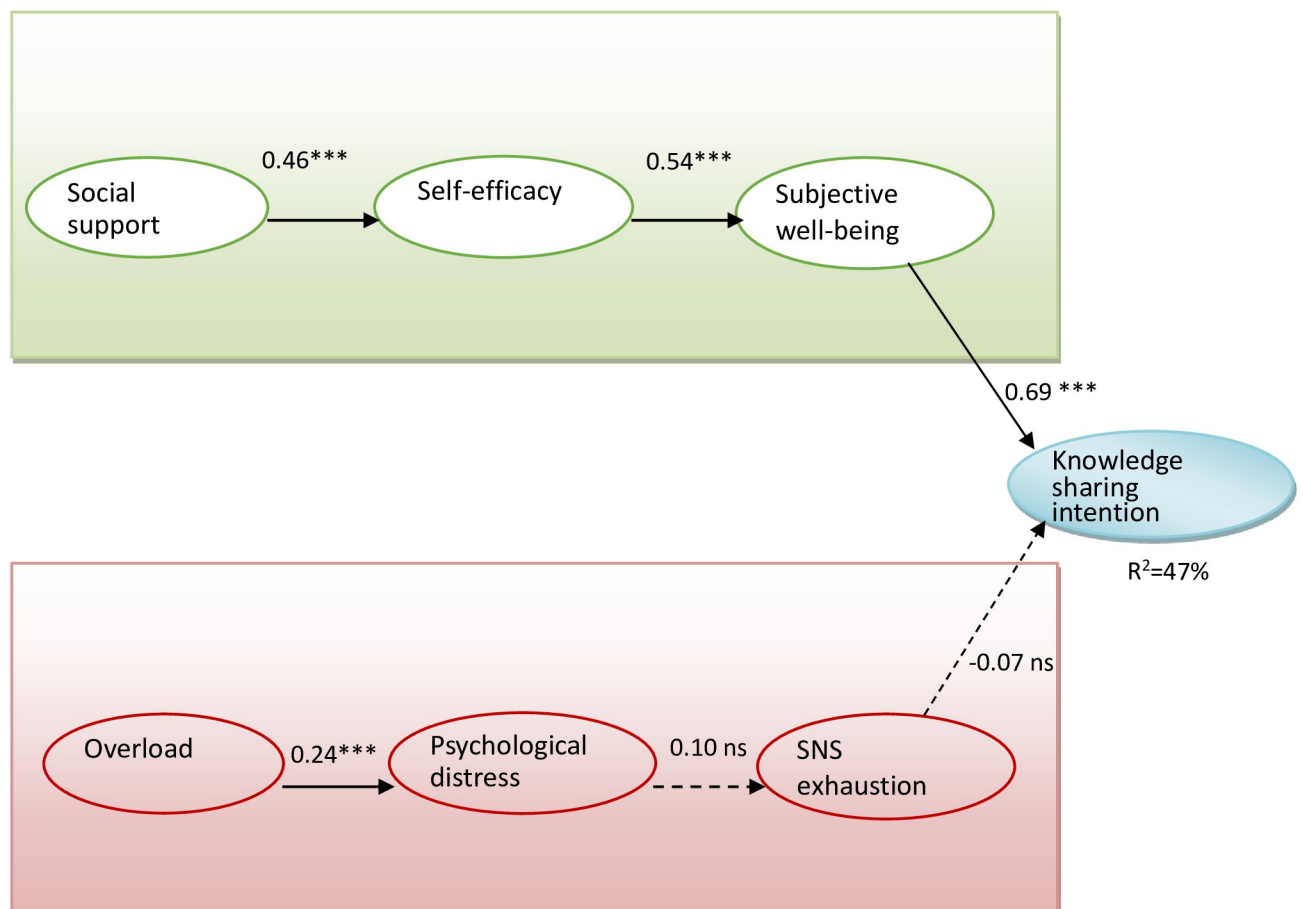 0.46***
0.54***
Social
support
Self-efficacy
Subjective
well-being
0.69 ***
Knowledge
sharing
intention
R²=47%
-0.07 ns
Overload
0.24***
Psychological
distress
0.10 ns
SNS
exhaustion